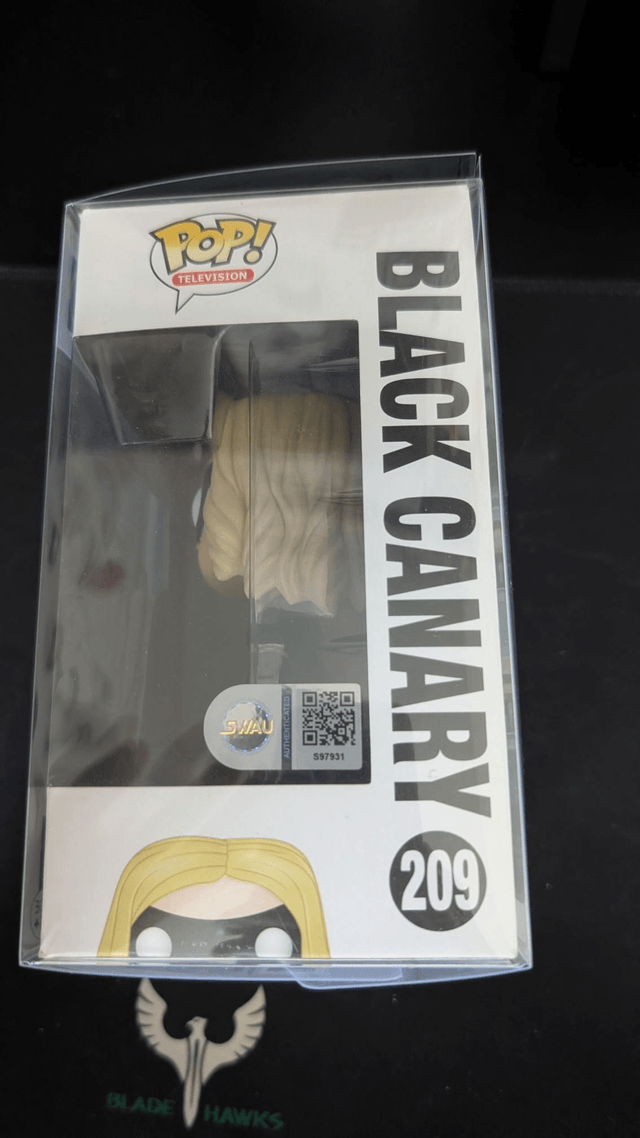 POP!
TELEVISION
BLACK CANARY
209
SWAU
AUTHENTICATED
S97931
BLADE HAWKS